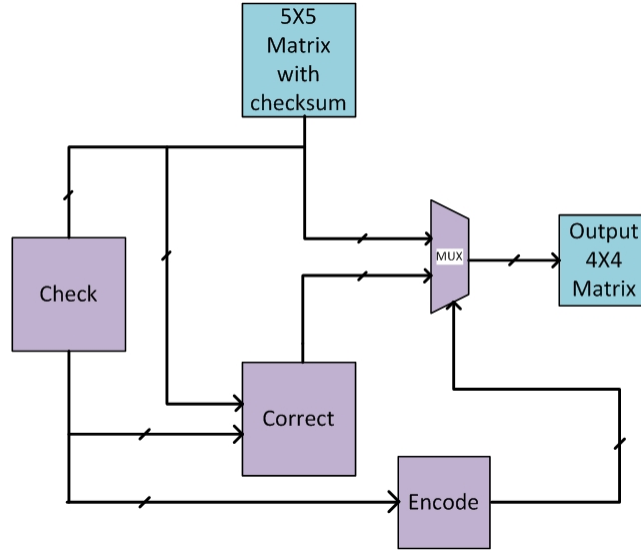 5X5
Matrix
with
checksum
Check
MUX
Output
4X4
Matrix
Correct
Encode